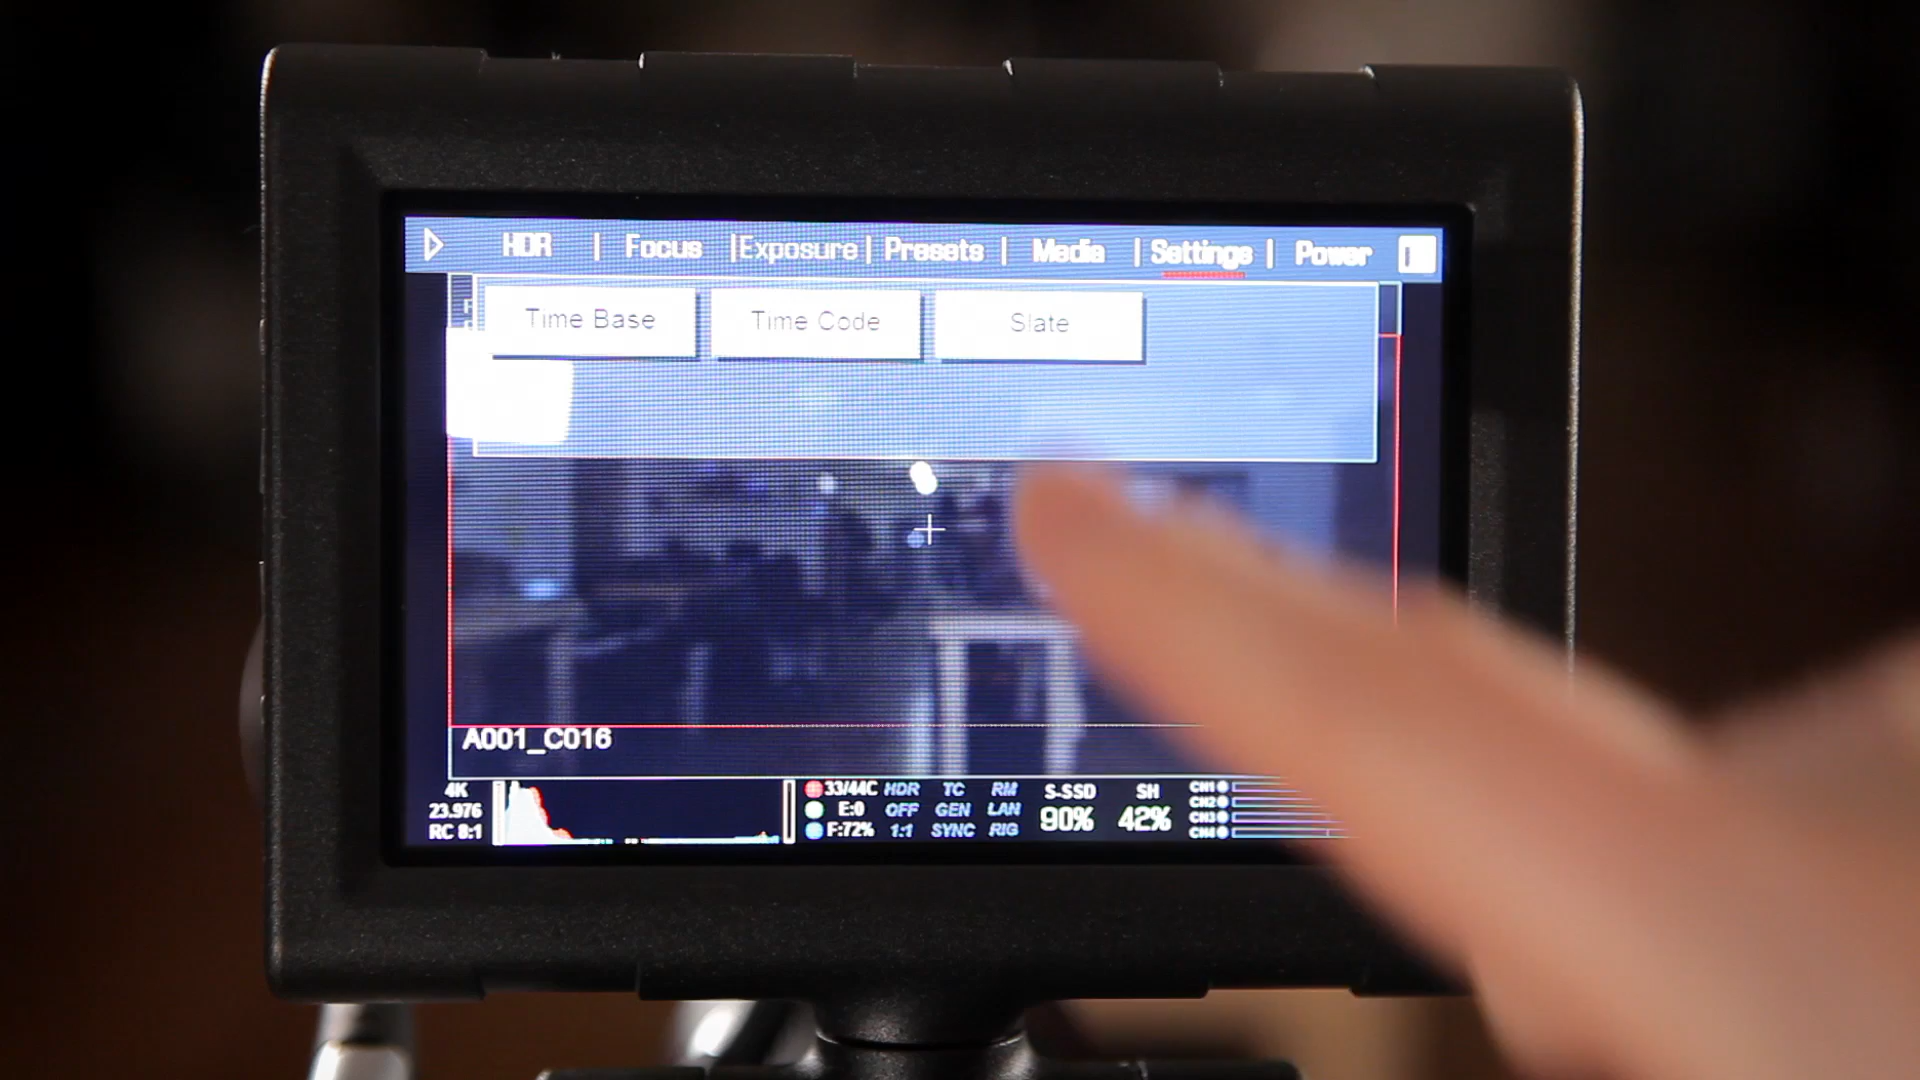 HDR | Focus | Exposure | Presets | Media | Settings | Power
Time Base Time Code Slate
A001_C016
4K 33/44C HDR TC RM S-SSD SH CH1
23.976 E:0 OFF GEN LAN 90% 42% CH2
RC 8:1 F:72% 1:1 SYNC RIG CH3
CH4